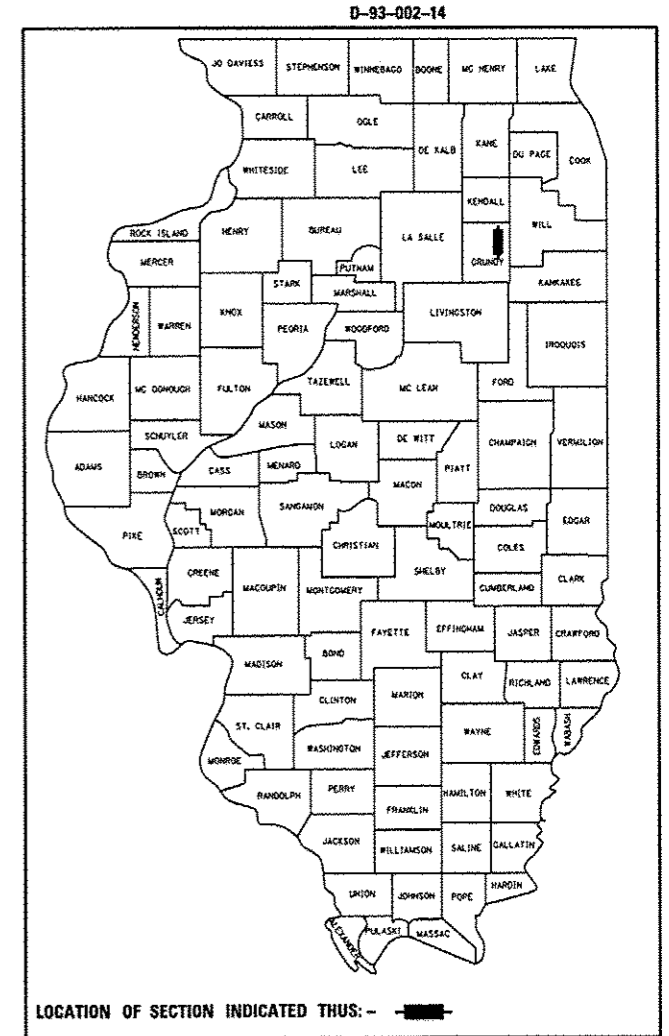 D-93-002-14
JO DAVIESS STEPHENSON WINNEBAGO BOONE MC HENRY LAKE
CARROLL OGLE DE KALB KANE DU PAGE COOK
WHITESIDE LEE
KENDALL
ROCK ISLAND HENRY BUREAU LA SALLE WILL
MERCER PUTNAM GRUNDY
STARK MARSHALL KANKAKEE
HENDERSON WARREN KNOX PEORIA WOODFORD LIVINGSTON IROQUOIS
HANCOCK MC DONOUGH FULTON TAZEWELL MC LEAN FORD
SCHUYLER MASON LOGAN DE WITT CHAMPAIGN VERMILION
ADAMS BROWN CASS MENARD MACON PIATT
PIKE SCOTT MORGAN SANGAMON CHRISTIAN MOULTRIE DOUGLAS EDGAR
COLES
CALHOUN GREENE MACOUPIN MONTGOMERY SHELBY CUMBERLAND CLARK
JERSEY FAYETTE EFFINGHAM JASPER CRAWFORD
MADISON BOND
CLAY RICHLAND LAWRENCE
CLINTON MARION
ST. CLAIR WAYNE EDWARDS WABASH
WASHINGTON JEFFERSON
MONROE
RANDOLPH PERRY HAMILTON WHITE
FRANKLIN
JACKSON WILLIAMSON SALINE GALLATIN
UNION JOHNSON POPE HARDIN
ALEXANDER PULASKI MASSAC
LOCATION OF SECTION INDICATED THUS: -